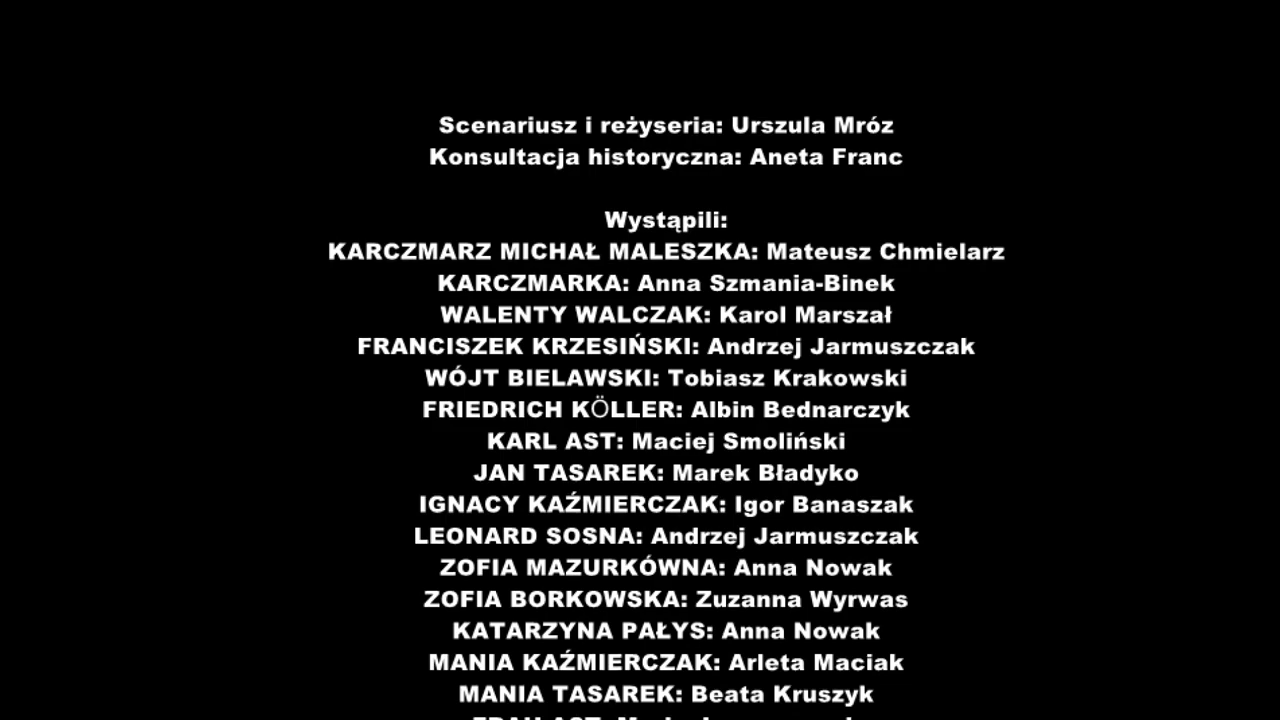 Scenariusz i reżyseria: Urszula Mróz
Konsultacja historyczna: Aneta Franc
Wystąpili:
KARCZMARZ MICHAŁ MALESZKA: Mateusz Chmielarz
KARCZMARKA: Anna Szmania-Binek
WALENTY WALCZAK: Karol Marszał
FRANCISZEK KRZESIŃSKI: Andrzej Jarmuszczak
WÓJT BIELAWSKI: Tobiasz Krakowski
FRIEDRICH KÖLLER: Albin Bednarczyk
KARL AST: Maciej Smoliński
JAN TASAREK: Marek Bładyko
IGNACY KAŹMIERCZAK: Igor Banaszak
LEONARD SOSNA: Andrzej Jarmuszczak
ZOFIA MAZURKÓWNA: Anna Nowak
ZOFIA BORKOWSKA: Zuzanna Wyrwas
KATARZYNA PAŁYS: Anna Nowak
MANIA KAŹMIERCZAK: Arleta Maciak
MANIA TASAREK: Beata Kruszyk